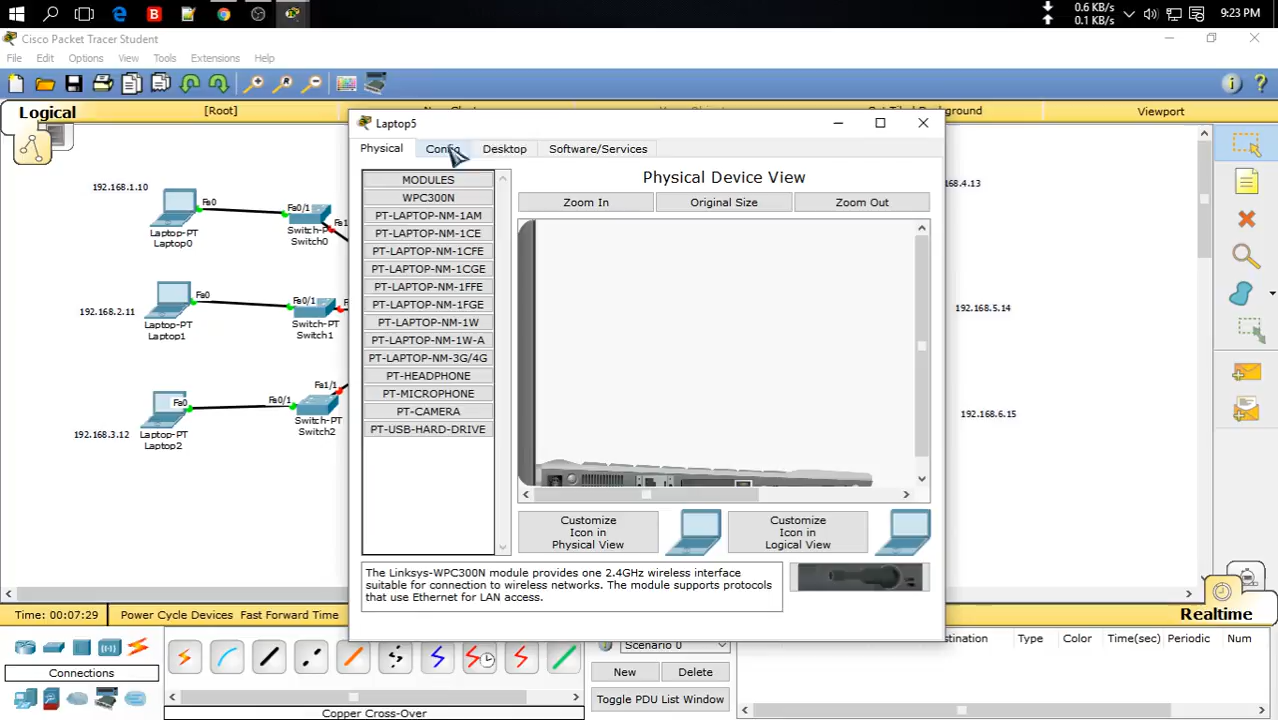 0.6 KB/s
0.1 KB/s
9:23 PM
Cisco Packet Tracer Student
File Edit Options View Tools Extensions Help
Logical
[Root]
Viewport
Laptop5
Physical Config Desktop Software/Services
MODULES
WPC300N
PT-LAPTOP-NM-1AM
PT-LAPTOP-NM-1CE
PT-LAPTOP-NM-1CFE
PT-LAPTOP-NM-1CGE
PT-LAPTOP-NM-1FFE
PT-LAPTOP-NM-1FGE
PT-LAPTOP-NM-1W
PT-LAPTOP-NM-1W-A
PT-LAPTOP-NM-3G/4G
PT-HEADPHONE
PT-MICROPHONE
PT-CAMERA
PT-USB-HARD-DRIVE
Physical Device View
Zoom In
Original Size
Zoom Out
Customize
Icon in
Physical View
Customize
Icon in
Logical View
The Linksys-WPC300N module provides one 2.4GHz wireless interface
suitable for connection to wireless networks. The module supports protocols
that use Ethernet for LAN access.
192.168.1.10
Fa0
Laptop-PT
Laptop0
Fa0/1
Switch-PT
Switch0
192.168.2.11
Fa0
Laptop-PT
Laptop1
Fa0/1
Switch-PT
Switch1
192.168.3.12
Fa0
Laptop-PT
Laptop2
Fa0/1
Fa1/1
Switch-PT
Switch2
.4.13
192.168.5.14
192.168.6.15
Time: 00:07:29
Power Cycle Devices Fast Forward Time
Realtime
Connections
Copper Cross-Over
Scenario 0
New
Delete
Toggle PDU List Window
stination Type Color Time(sec) Periodic Num